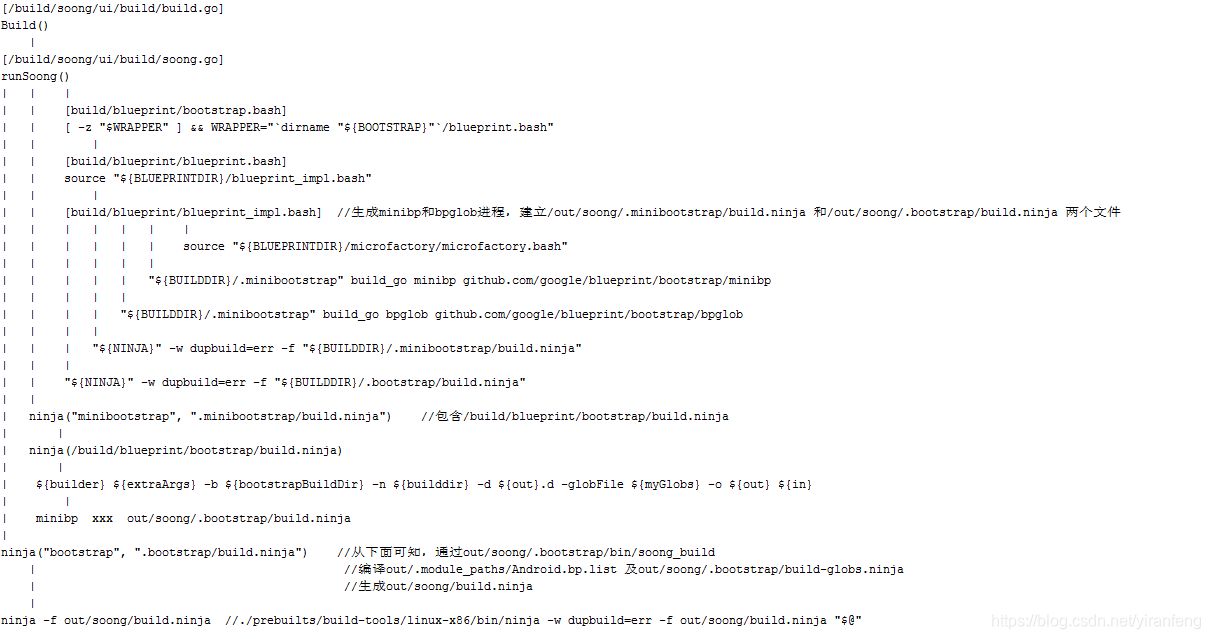 [/build/soong/ui/build/build.go]
Build()
|
[/build/soong/ui/build/soong.go]
runSoong()
| | |
| | [build/blueprint/bootstrap.bash]
| | [ -z "$WRAPPER" ] && WRAPPER="`dirname "${BOOTSTRAP}"`/blueprint.bash"
| | |
| | [build/blueprint/blueprint.bash]
| | source "${BLUEPRINTDIR}/blueprint_impl.bash"
| | |
| | [build/blueprint/blueprint_impl.bash] //生成minibp和bpglob进程，建立/out/soong/.minibootstrap/build.ninja 和/out/soong/.bootstrap/build.ninja 两个文件
| | | | | | |
| | | | | | source "${BLUEPRINTDIR}/microfactory/microfactory.bash"
| | | | | |
| | | | | "${BUILDDIR}/.minibootstrap" build_go minibp github.com/google/blueprint/bootstrap/minibp
| | | | |
| | | | "${BUILDDIR}/.minibootstrap" build_go bpglob github.com/google/blueprint/bootstrap/bpglob
| | | |
| | | "${NINJA}" -w dupbuild=err -f "${BUILDDIR}/.minibootstrap/build.ninja"
| | |
| | "${NINJA}" -w dupbuild=err -f "${BUILDDIR}/.bootstrap/build.ninja"
| |
| ninja("minibootstrap", ".minibootstrap/build.ninja") //包含/build/blueprint/bootstrap/build.ninja
| |
| ninja(/build/blueprint/bootstrap/build.ninja)
| |
| ${builder} ${extraArgs} -b ${bootstrapBuildDir} -n ${builddir} -d ${out}.d -globFile ${myGlobs} -o ${out} ${in}
| |
| minibp xxx out/soong/.bootstrap/build.ninja
|
ninja("bootstrap", ".bootstrap/build.ninja") //从下面可知，通过out/soong/.bootstrap/bin/soong_build
| //编译out/.module_paths/Android.bp.list 及out/soong/.bootstrap/build-globs.ninja
| //生成out/soong/build.ninja
|
ninja -f out/soong/build.ninja //./prebuilts/build-tools/linux-x86/bin/ninja -w dupbuild=err -f out/soong/build.ninja "$@"
https://blog.csdn.net/yiranfeng